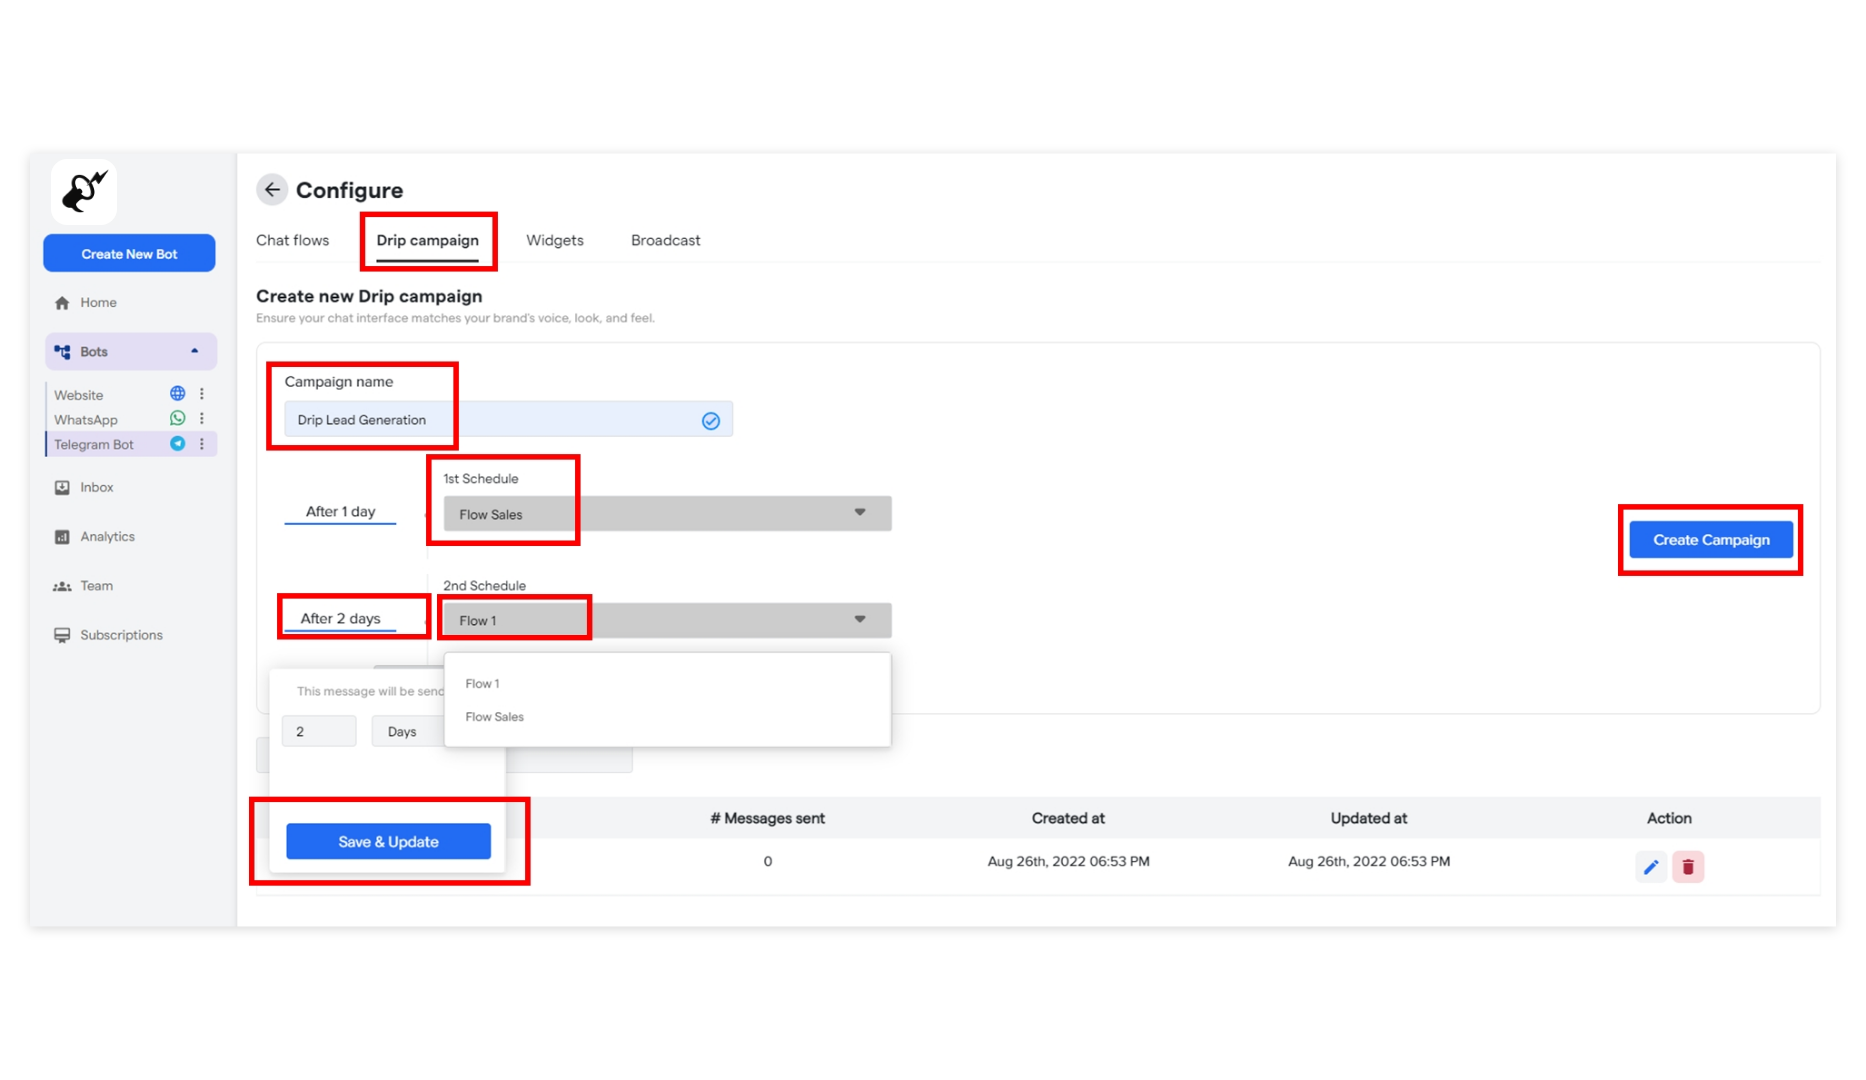 Configure
Create New Bot
Chat flows
Drip campaign
Widgets
Broadcast
Home
Create new Drip campaign
Ensure your chat interface matches your brand's voice, look, and feel.
Bots
Website
WhatsApp
Telegram Bot
Inbox
Analytics
Team
Subscriptions
Campaign name
Drip Lead Generation
1st Schedule
After 1 day
Flow Sales
Create Campaign
2nd Schedule
After 2 days
Flow 1
Flow 1
Flow Sales
This message will be send
2
Days
Save & Update
# Messages sent
Created at
Updated at
Action
0
Aug 26th, 2022 06:53 PM
Aug 26th, 2022 06:53 PM